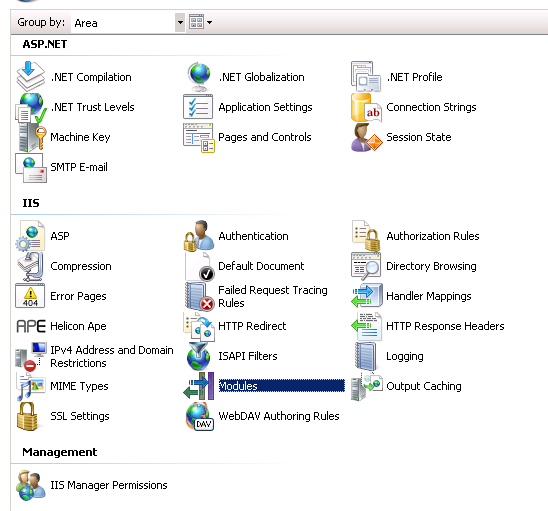 Group by: Area
ASP.NET
.NET Compilation .NET Globalization .NET Profile
.NET Trust Levels Application Settings Connection Strings
Machine Key Pages and Controls Session State
SMTP E-mail
IIS
ASP Authentication Authorization Rules
Compression Default Document Directory Browsing
Error Pages Failed Request Tracing Rules Handler Mappings
Helicon Ape HTTP Redirect HTTP Response Headers
IPv4 Address and Domain Restrictions ISAPI Filters Logging
MIME Types Modules Output Caching
SSL Settings WebDAV Authoring Rules
Management
IIS Manager Permissions
ab
404
APE
DAV